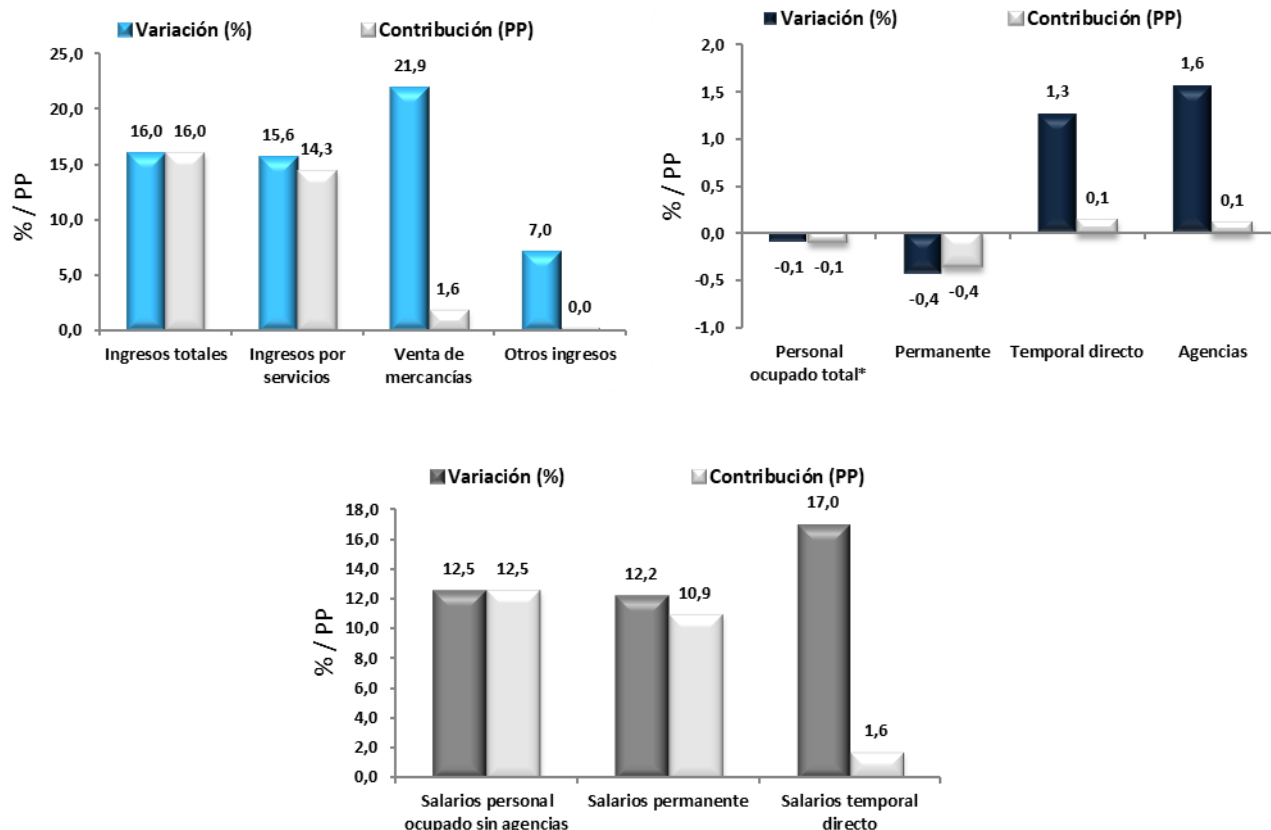 Variación (%) Contribución (PP)
25,0
20,0
15,0
10,0
5,0
0,0
% / PP
16,0 16,0 15,6 14,3 21,9 1,6 7,0 0,0
Ingresos totales Ingresos por Venta de Otros ingresos
servicios mercancías
Variación (%) Contribución (PP)
2,0
1,5
1,0
0,5
0,0
-0,5
-1,0
% / PP
-0,1 -0,1 -0,4 -0,4 1,3 0,1 1,6 0,1
Personal Permanente Temporal directo Agencias
ocupado total*
Variación (%) Contribución (PP)
18,0
16,0
14,0
12,0
10,0
8,0
6,0
4,0
2,0
0,0
% / PP
12,5 12,5 12,2 10,9 17,0 1,6
Salarios personal Salarios permanente Salarios temporal
ocupado sin agencias directo